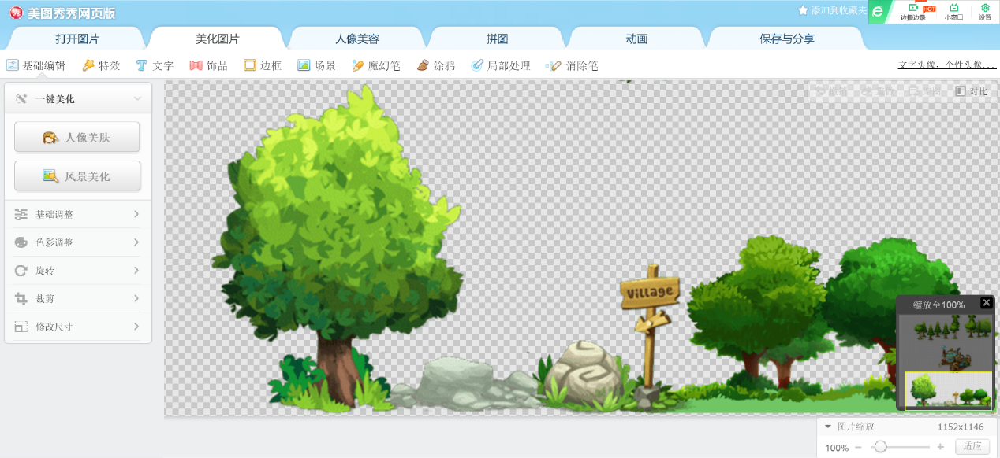 美图秀秀网页版
添加到收藏夹
边播边录
HOT
小窗口
设置
打开图片
美化图片
人像美容
拼图
动画
保存与分享
基础编辑
特效
文字
饰品
边框
场景
魔幻笔
涂鸦
局部处理
消除笔
文字头像，个性头像...
一键美化
撤销
重做
原图
对比
人像美肤
风景美化
基础调整
色彩调整
旋转
裁剪
修改尺寸
Village
缩放至100%
图片缩放
1152x1146
100%
适应